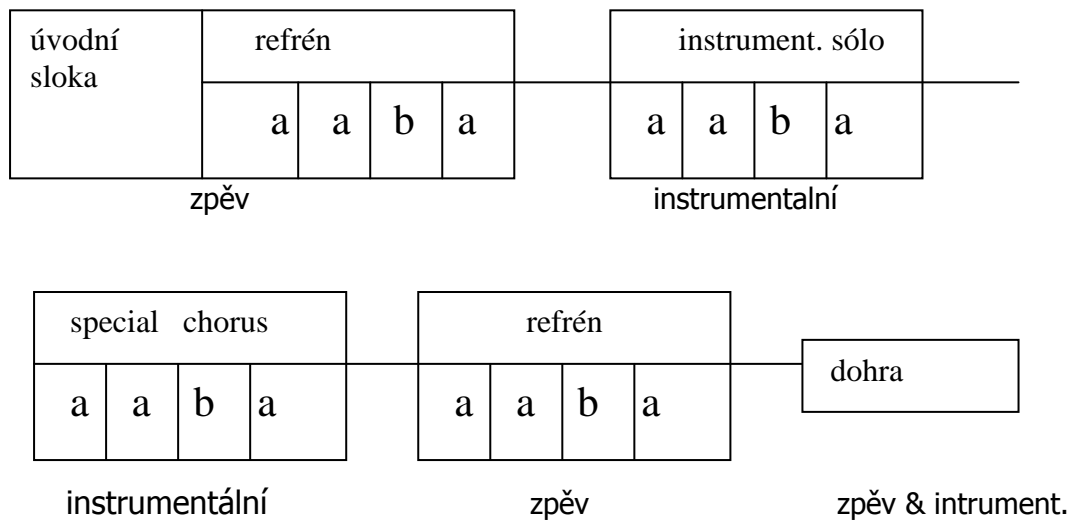 úvodní
sloka
refrén
instrument. sólo
a a b a
a a b a
zpěv
instrumentalní
special chorus
refrén
dohra
a a b a
a a b a
instrumentální
zpěv
zpěv & intrument.